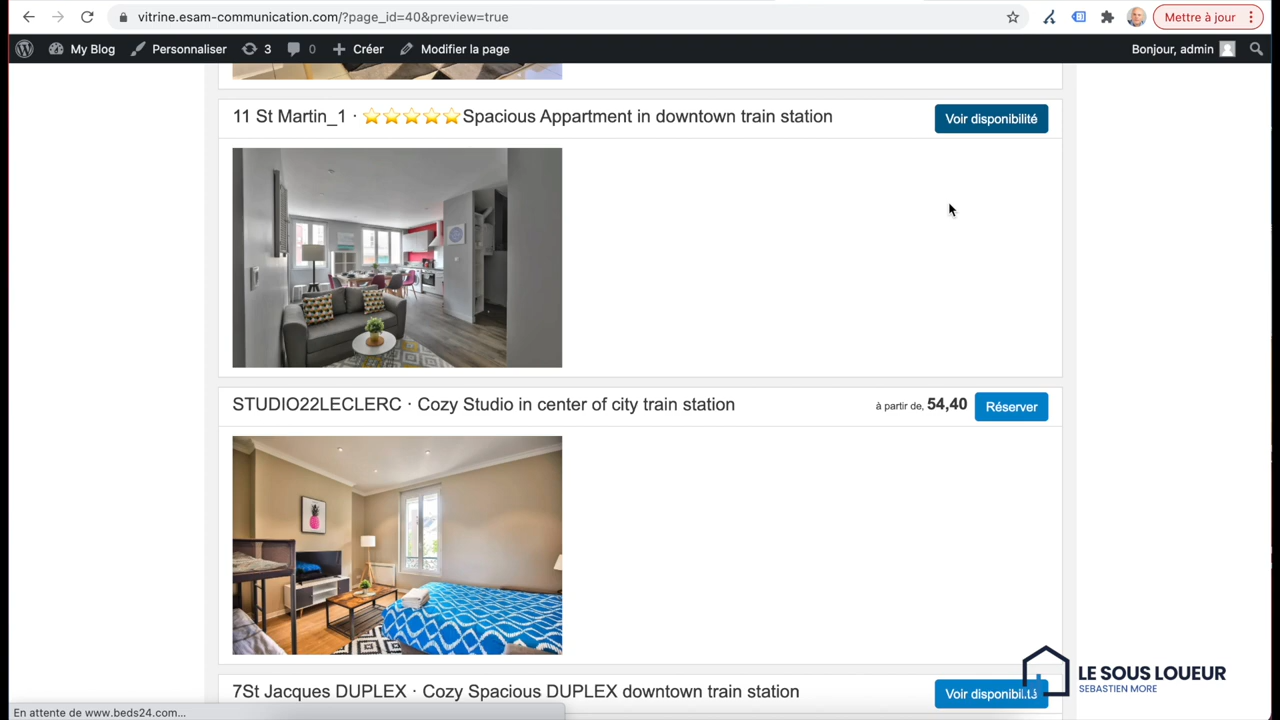 vitrine.esam-communication.com/?page_id=40&preview=true
Mettre à jour
My Blog
Personnaliser
3
0
Créer
Modifier la page
Bonjour, admin
11 St Martin_1 · ⭐⭐⭐⭐⭐Spacious Appartment in downtown train station
Voir disponibilité
STUDIO22LECLERC · Cozy Studio in center of city train station
à partir de, 54,40
Réserver
7St Jacques DUPLEX · Cozy Spacious DUPLEX downtown train station
Voir disponibilité
LE SOUS LOUEUR
SEBASTIEN MORE
En attente de www.beds24.com...